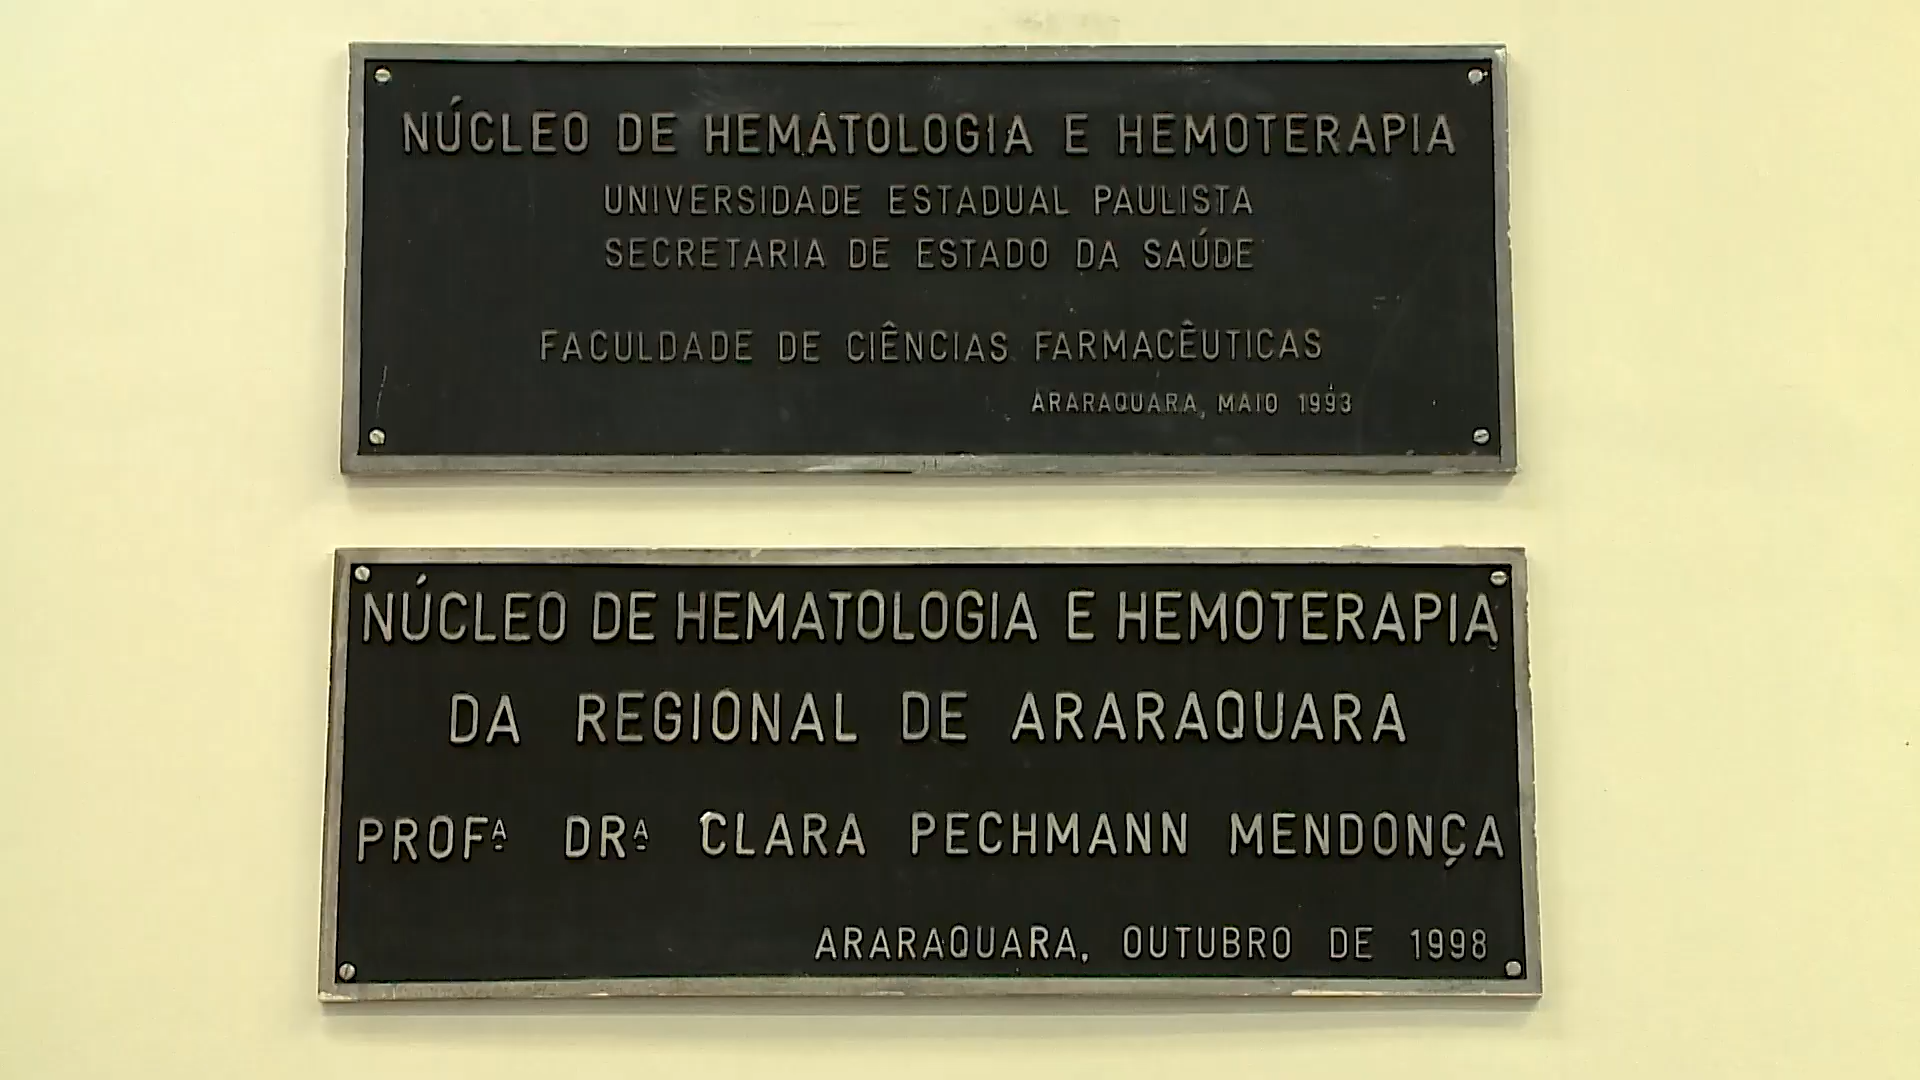 NÚCLEO DE HEMATOLOGIA E HEMOTERAPIA
UNIVERSIDADE ESTADUAL PAULISTA
SECRETARIA DE ESTADO DA SAÚDE
FACULDADE DE CIÊNCIAS FARMACÊUTICAS
ARARAQUARA, MAIO 1993
NÚCLEO DE HEMATOLOGIA E HEMOTERAPIA
DA REGIONAL DE ARARAQUARA
PROFª DRª CLARA PECHMANN MENDONÇA
ARARAQUARA, OUTUBRO DE 1998